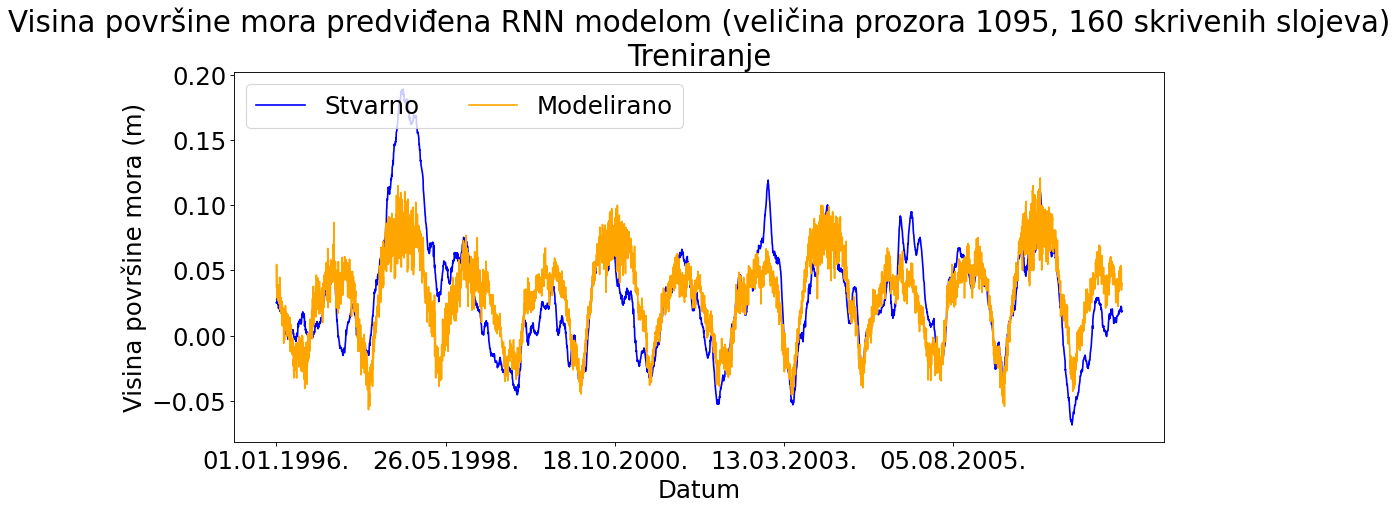 Visina površine mora predviđena RNN modelom (veličina prozora 1095, 160 skrivenih slojeva)
Treniranje
Visina površine mora (m)
0.20
0.15
0.10
0.05
0.00
−0.05
Stvarno
Modelirano
01.01.1996.
26.05.1998.
18.10.2000.
13.03.2003.
05.08.2005.
Datum